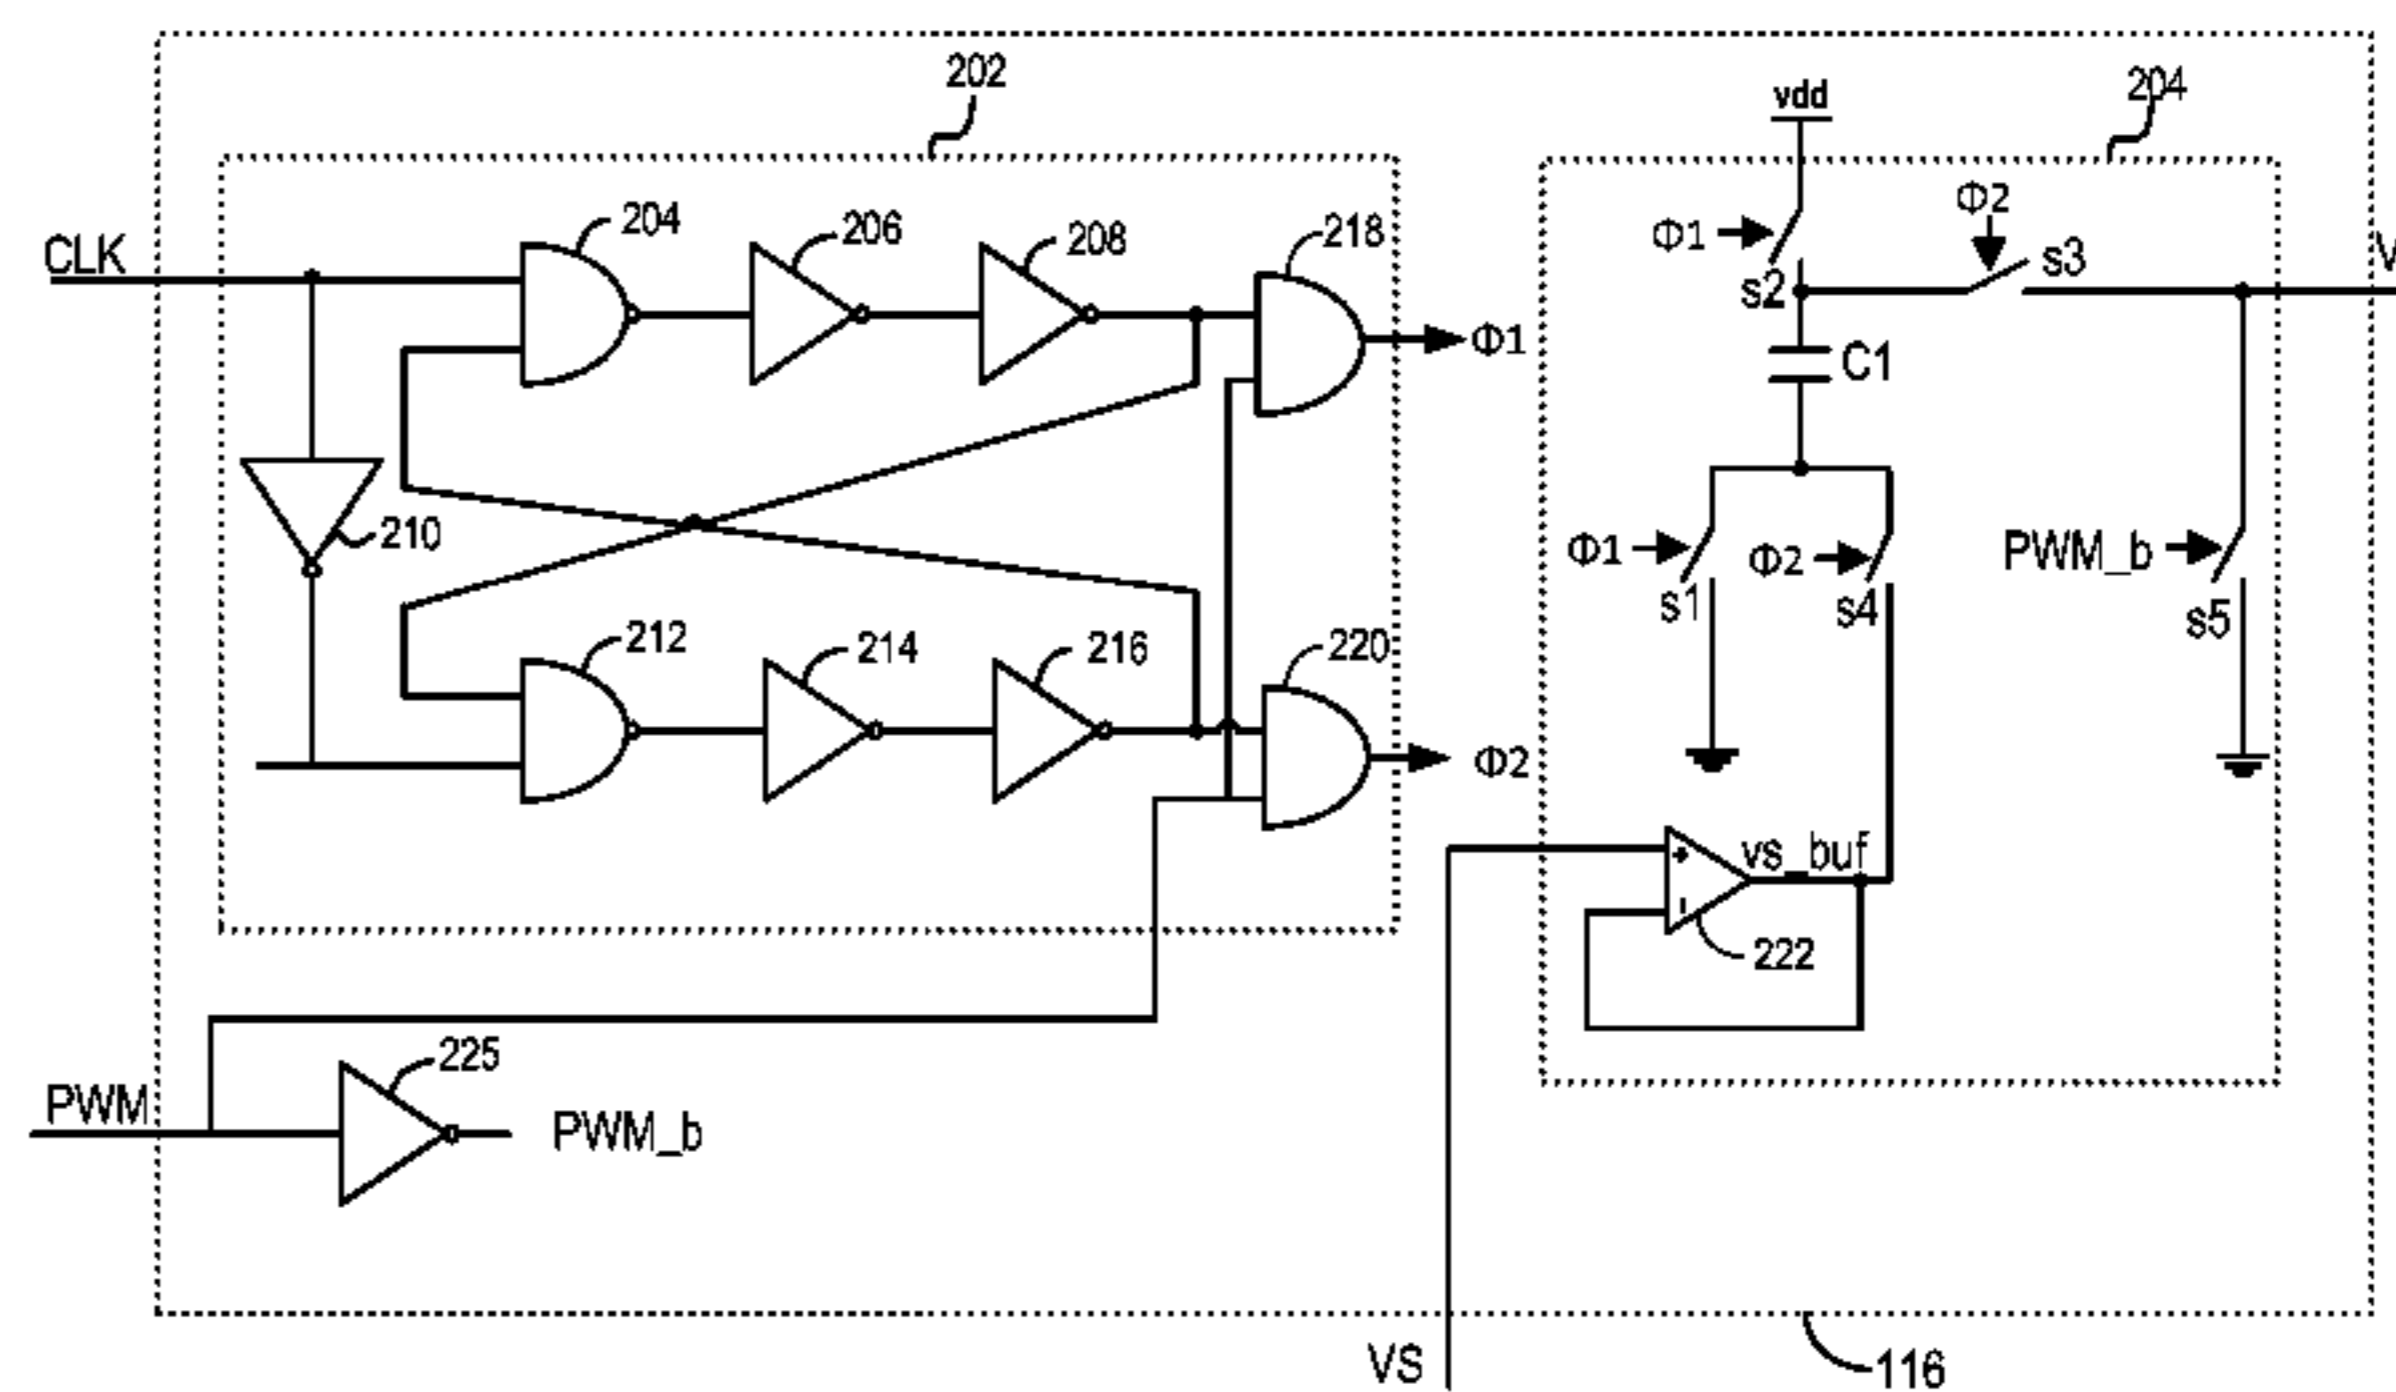 202
vdd
204
CLK
204
206
208
218
Φ1
Φ2
s3
V
s2
Φ1
C1
210
Φ1
Φ2
PWM_b
s1
s4
s5
212
214
216
220
Φ2
vs_buf
+
-
222
225
PWM
PWM_b
VS
116